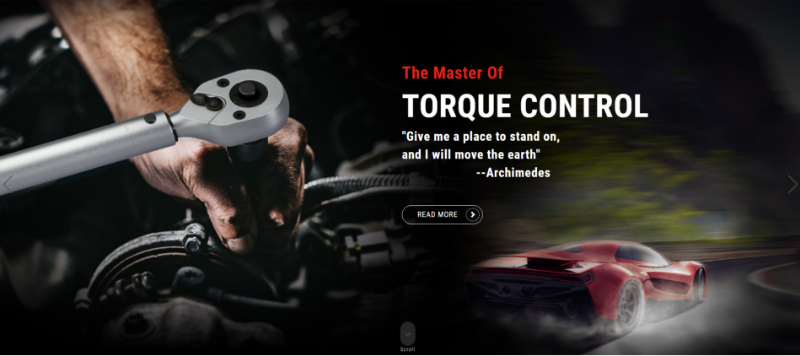 The Master Of
TORQUE CONTROL
"Give me a place to stand on,
and I will move the earth"
--Archimedes
READ MORE
Scroll